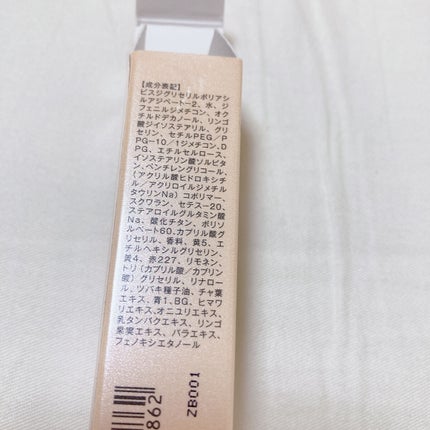 【成分表記】
ビスジグリセリルポリアシ
ルアジペート-2、水、ジ
フェニルジメチコン、オク
チルドデカノール、リンゴ
酸ジイソステアリル、グリ
セリン、セチルPEG/P
PG-10/1ジメチコン、D
PG、エチルセルロース、
イソステアリン酸ソルビタ
ン、ペンチレングリコール、
(アクリル酸ヒドロキシチ
ル/アクリロイルジメチル
タウリンNa)コポリマー、
スクワラン、セテス-20、
ステアロイルグルタミン酸
Na、酸化チタン、ポリソ
ルベート60、カプリル酸グ
リセリル、香料、黄5、エ
チルヘキシルグリセリン、
黄4、赤227、リモネン、
トリ(カプリル酸/カプリン
酸)グリセリル、リナロー
ル、ツバキ種子油、チャ葉
エキス、青1、BG、ヒマワ
リエキス、オニユリエキス、
乳タンパクエキス、リンゴ
果実エキス、バラエキス、
フェノキシエタノール
862
ZB001